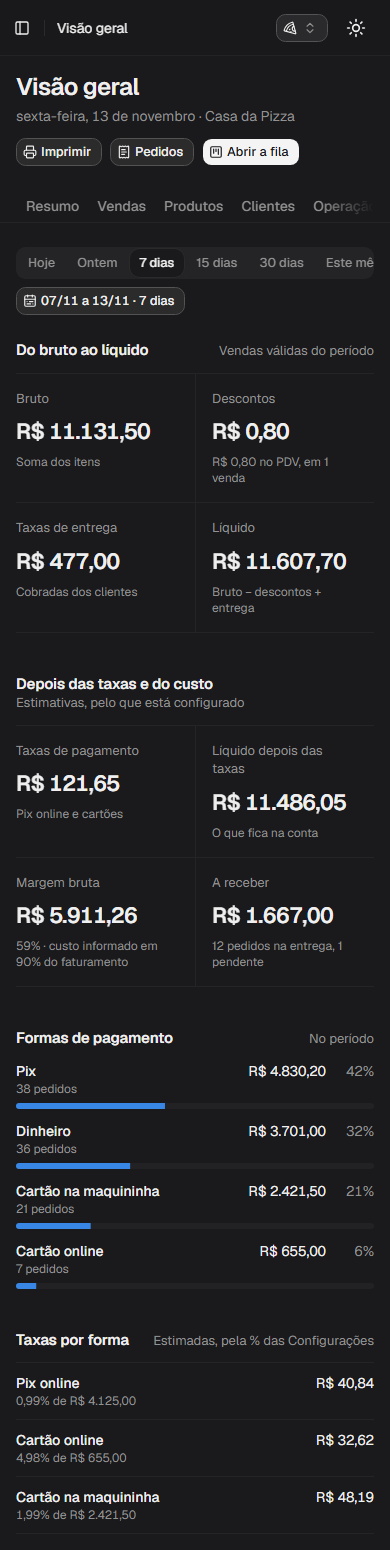 Visão geral
Visão geral
sexta-feira, 13 de novembro · Casa da Pizza
Imprimir Pedidos Abrir a fila
Resumo Vendas Produtos Clientes Operaçã
Hoje Ontem 7 dias 15 dias 30 dias Este mê
07/11 a 13/11 · 7 dias
Do bruto ao líquido Vendas válidas do período
Bruto Descontos
R$ 11.131,50 R$ 0,80
Soma dos itens R$ 0,80 no PDV, em 1
venda
Taxas de entrega Líquido
R$ 477,00 R$ 11.607,70
Cobradas dos clientes Bruto − descontos +
entrega
Depois das taxas e do custo
Estimativas, pelo que está configurado
Taxas de pagamento Líquido depois das
taxas
R$ 121,65 R$ 11.486,05
Pix online e cartões O que fica na conta
Margem bruta A receber
R$ 5.911,26 R$ 1.667,00
59% · custo informado em 12 pedidos na entrega, 1
90% do faturamento pendente
Formas de pagamento No período
Pix R$ 4.830,20 42%
38 pedidos
Dinheiro R$ 3.701,00 32%
36 pedidos
Cartão na maquininha R$ 2.421,50 21%
21 pedidos
Cartão online R$ 655,00 6%
7 pedidos
Taxas por forma Estimadas, pela % das Configurações
Pix online R$ 40,84
0,99% de R$ 4.125,00
Cartão online R$ 32,62
4,98% de R$ 655,00
Cartão na maquininha R$ 48,19
1,99% de R$ 2.421,50